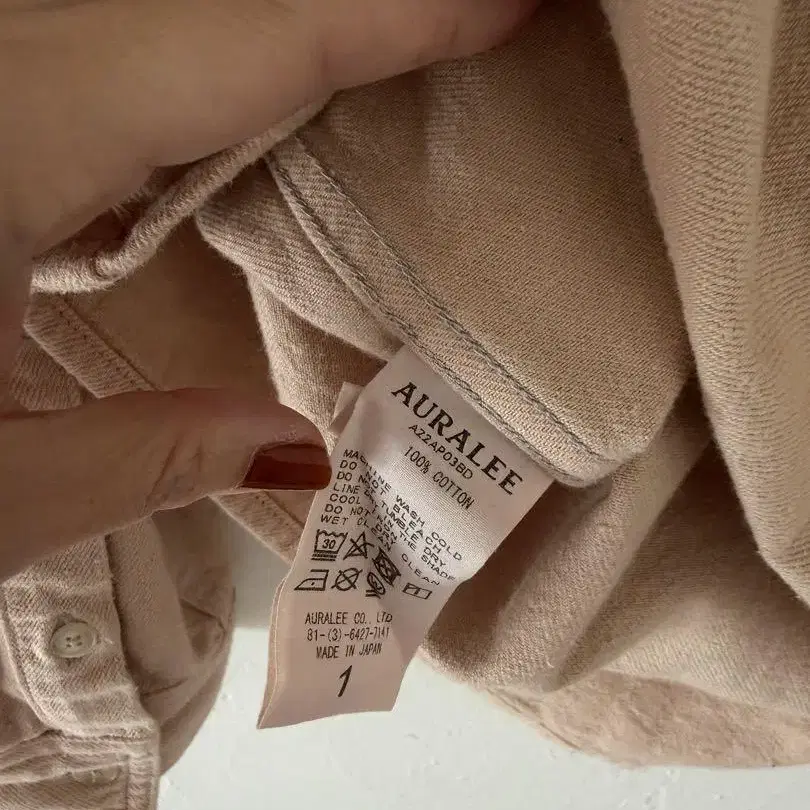 AURALEE
A22AP03BD
100% COTTON
MACHINE WASH COLD
DO NOT BLEACH
DO NOT TUMBLE DRY
LINE DRY IN THE SHADE
COOL IRON
DO NOT DRY CLEAN
WET CLEAN
30
AURALEE CO., LTD
81-(3)-6427-7141
MADE IN JAPAN
1